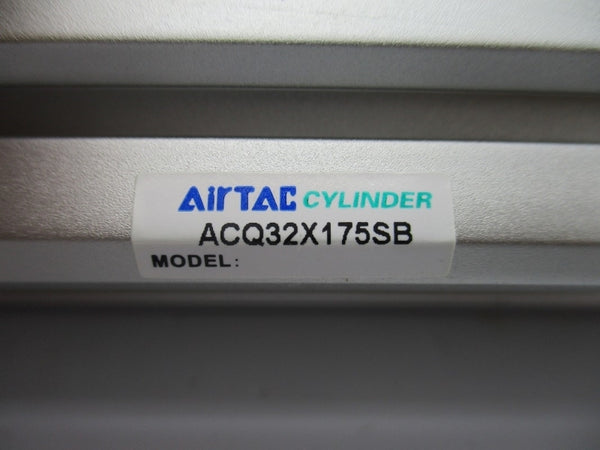 AirTAC CYLINDER
ACQ32X175SB
MODEL: